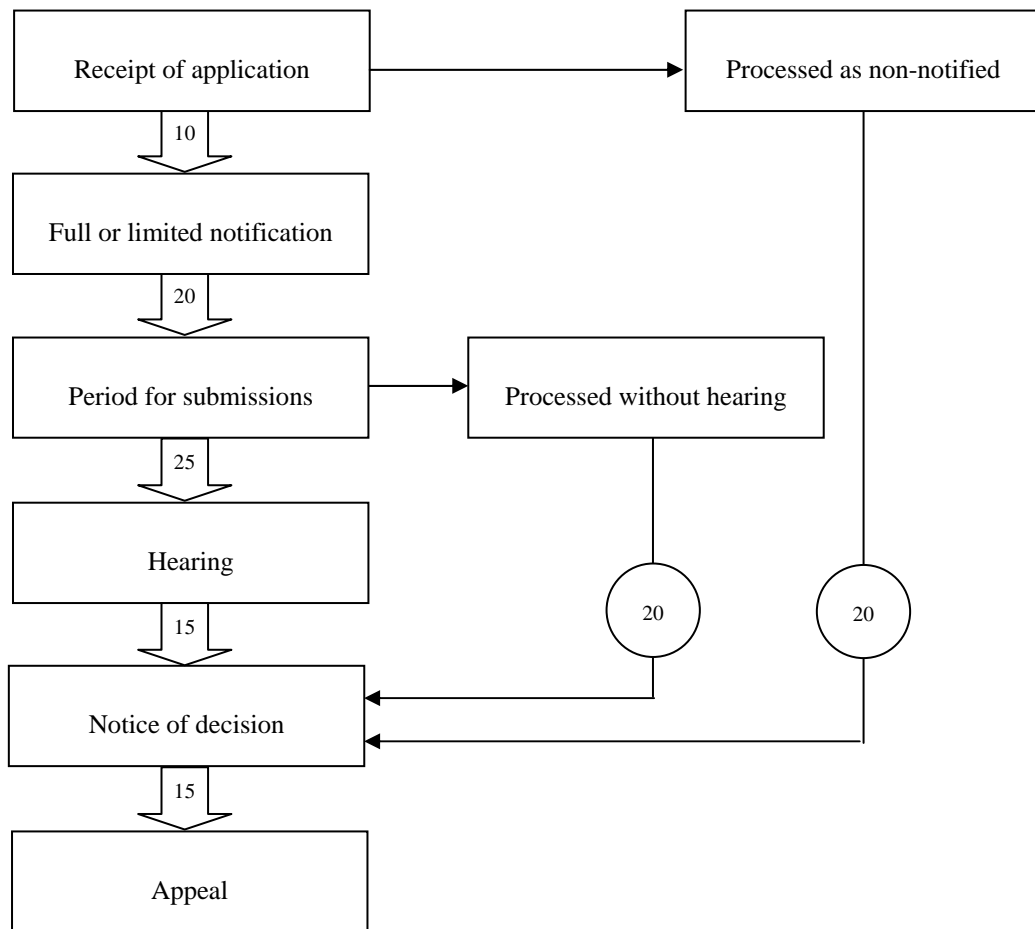 Receipt of application
Processed as non-notified
10
Full or limited notification
20
Period for submissions
Processed without hearing
25
Hearing
20
20
15
Notice of decision
15
Appeal